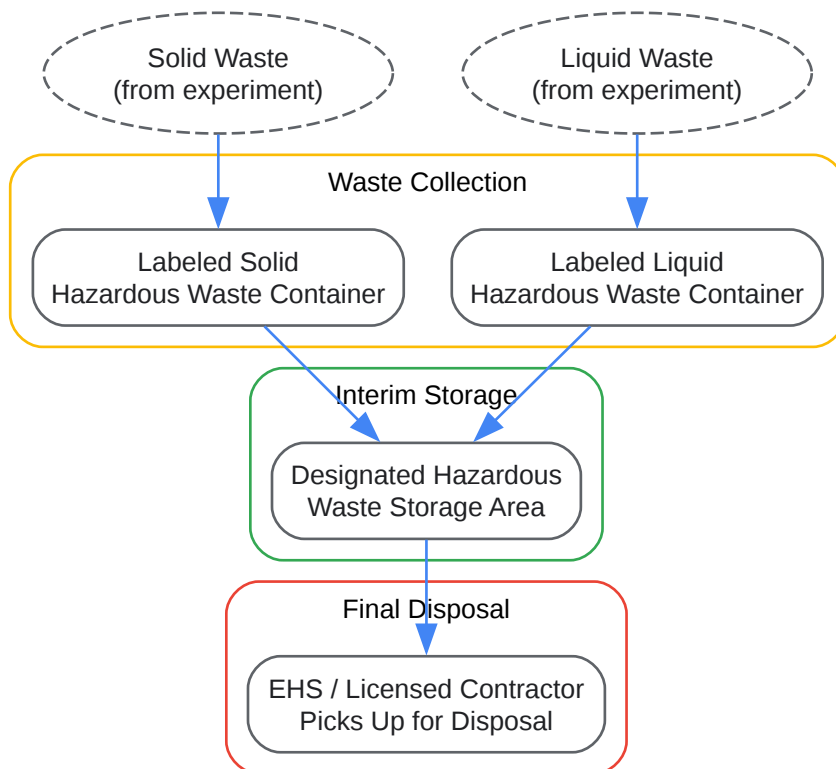 Solid Waste
(from experiment)
Liquid Waste
(from experiment)
Waste Collection
Labeled Solid
Hazardous Waste Container
Labeled Liquid
Hazardous Waste Container
Interim Storage
Designated Hazardous
Waste Storage Area
Final Disposal
EHS / Licensed Contractor
Picks Up for Disposal